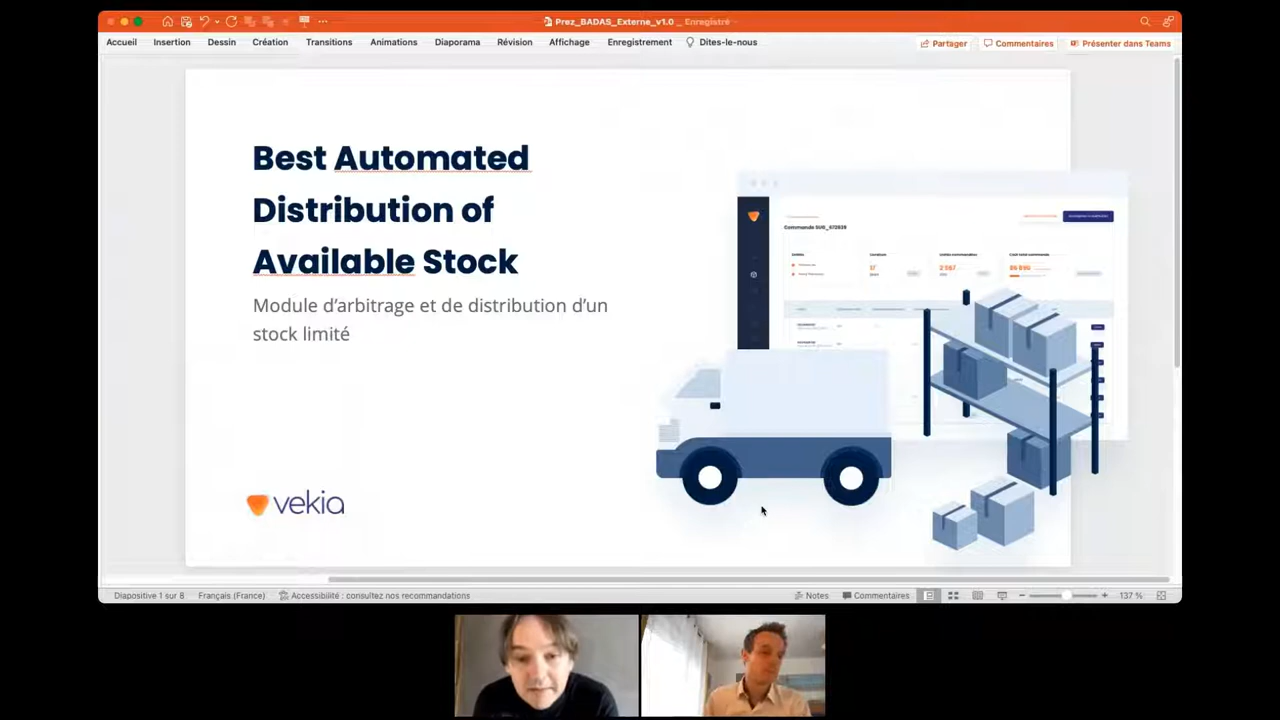 Prez_BADAS_Externe_v1.0 _ Enregistré
Accueil Insertion Dessin Création Transitions Animations Diaporama Révision Affichage Enregistrement Dites-le-nous Partager Commentaires Présenter dans Teams
Best Automated
Distribution of
Available Stock
Module d'arbitrage et de distribution d'un
stock limité
Commande SUG_672839
vekia
Diapositive 1 sur 8 Français (France) Accessibilité : consultez nos recommandations Notes Commentaires 137 %